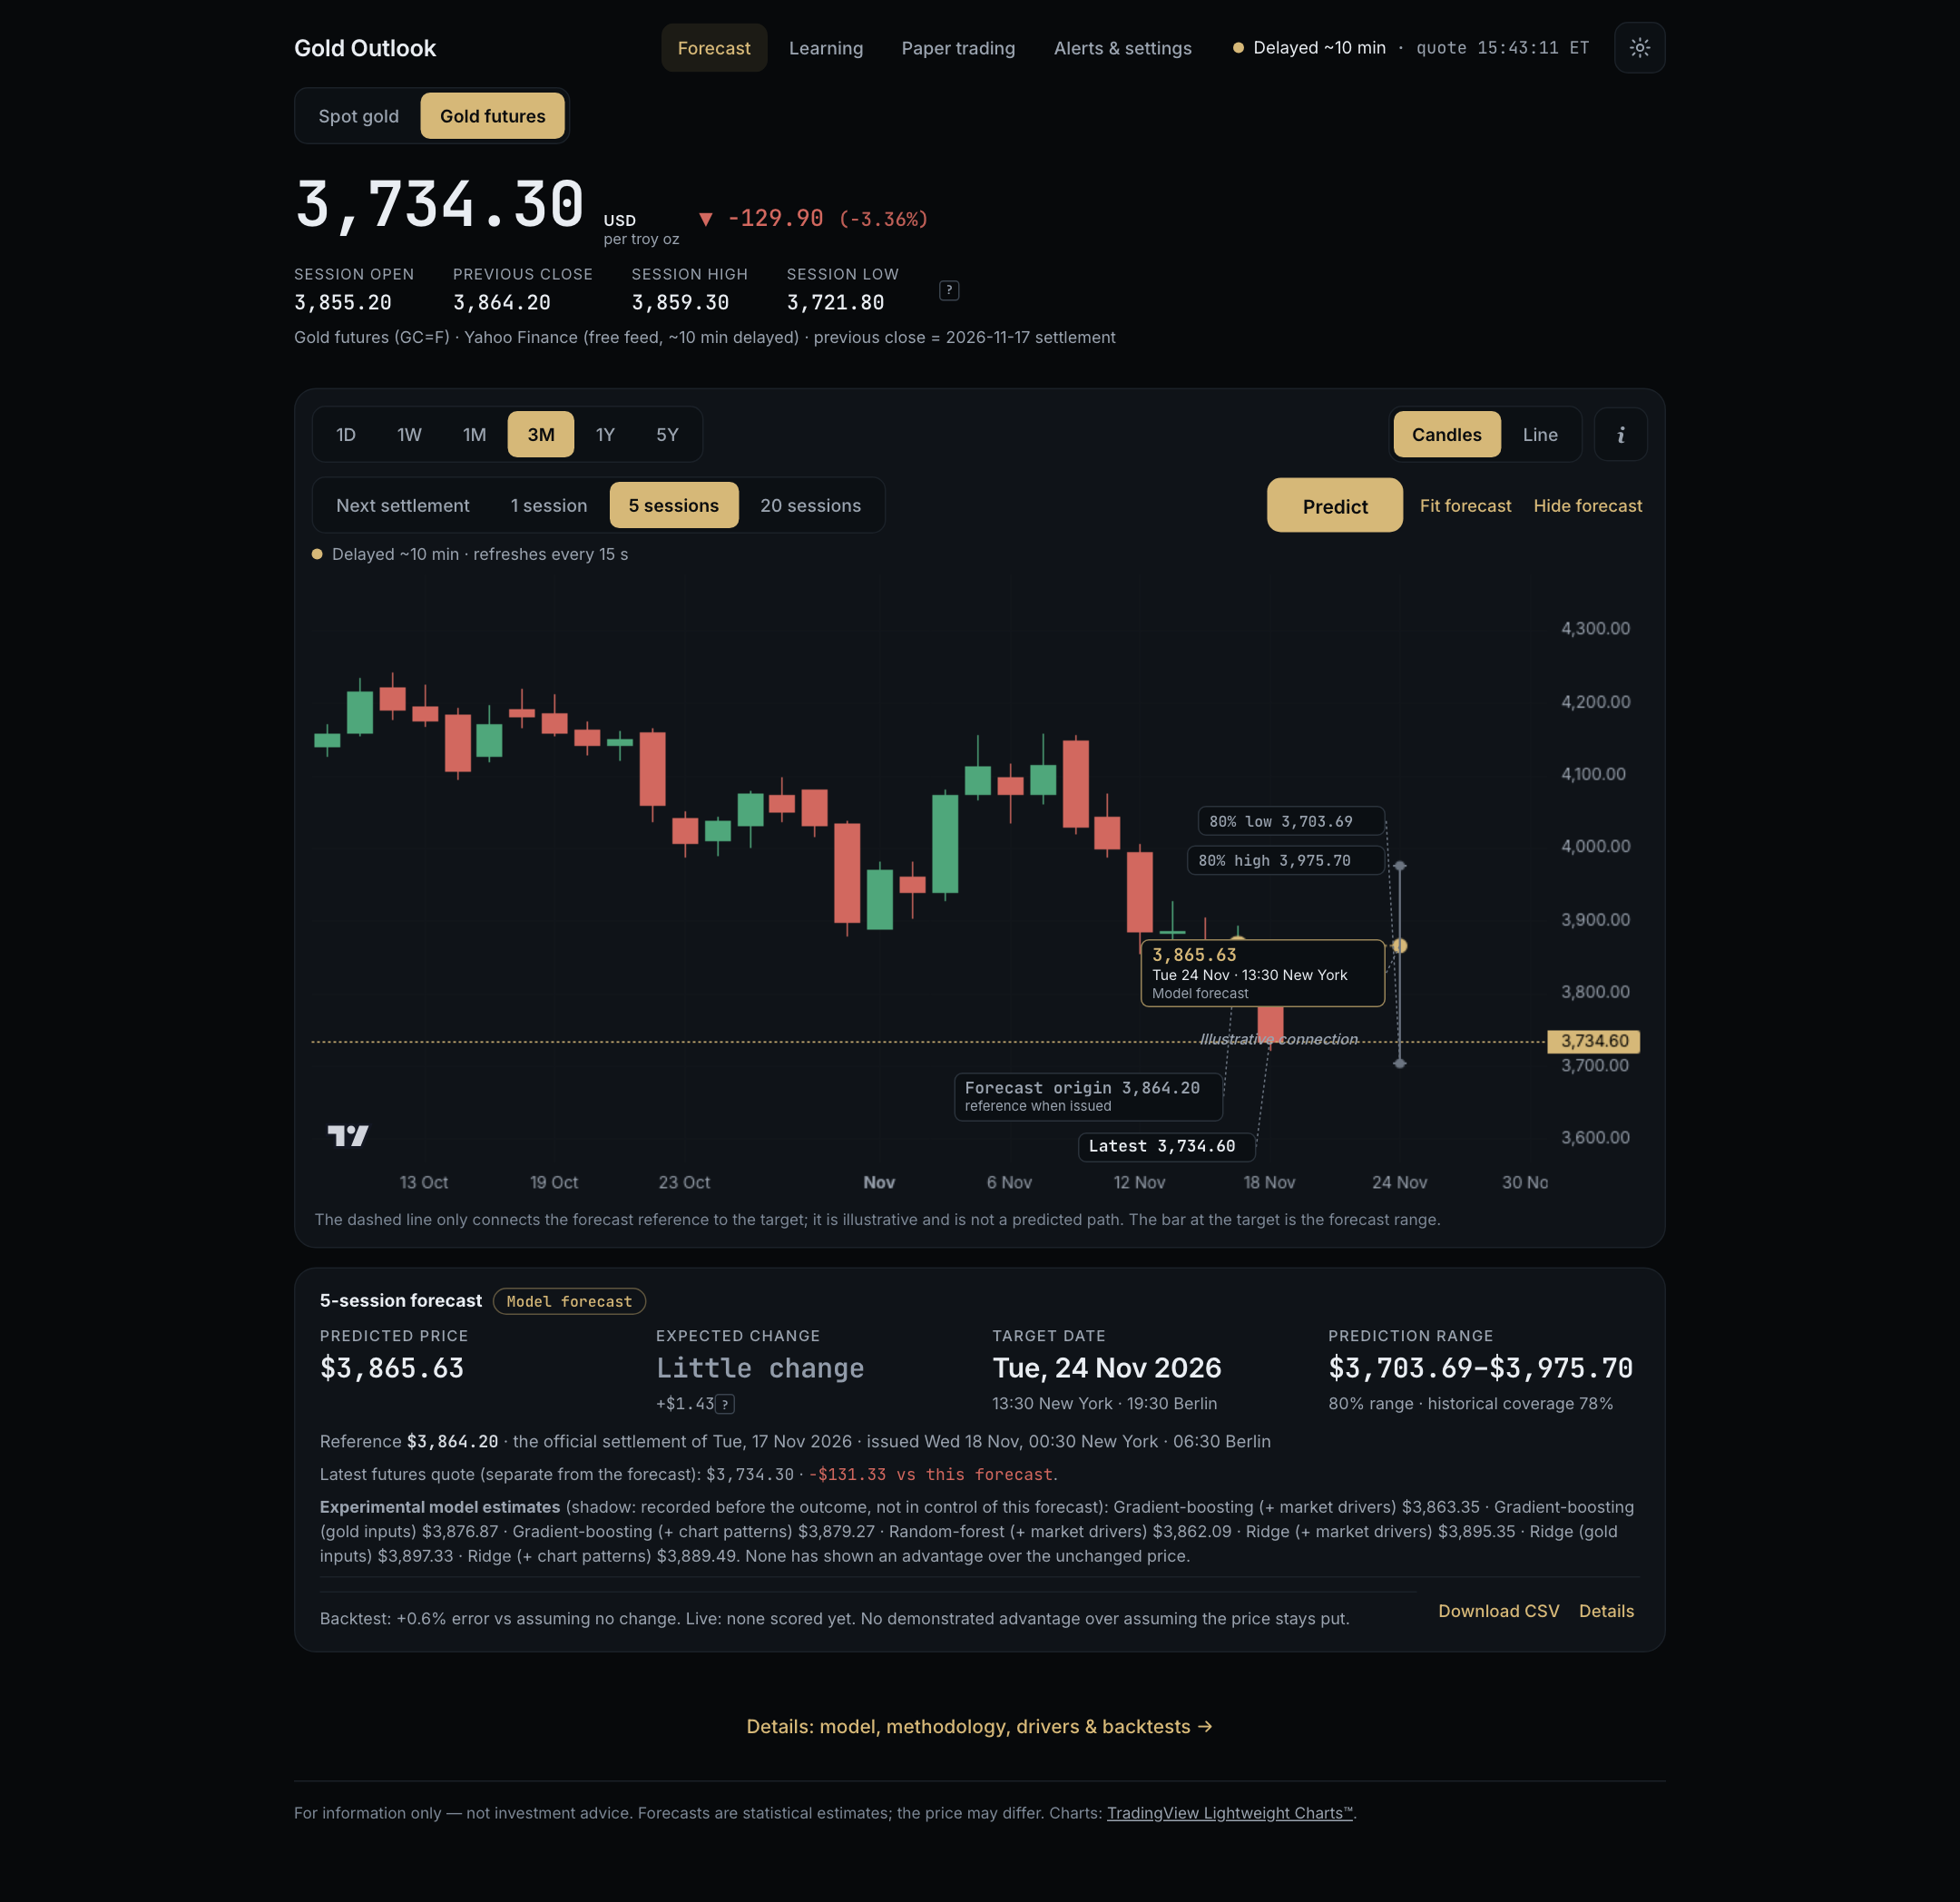 Gold Outlook
Forecast
Learning
Paper trading
Alerts & settings
Delayed ~10 min · quote 15:43:11 ET
Spot gold
Gold futures
3,734.30
USD
per troy oz
▼ -129.90 (-3.36%)
SESSION OPEN
3,855.20
PREVIOUS CLOSE
3,864.20
SESSION HIGH
3,859.30
SESSION LOW
3,721.80
?
Gold futures (GC=F) · Yahoo Finance (free feed, ~10 min delayed) · previous close = 2026-11-17 settlement
1D
1W
1M
3M
1Y
5Y
Candles
Line
i
Next settlement
1 session
5 sessions
20 sessions
Predict
Fit forecast
Hide forecast
Delayed ~10 min · refreshes every 15 s
4,300.00
4,200.00
4,100.00
4,000.00
3,900.00
3,800.00
3,734.60
3,700.00
3,600.00
80% low 3,703.69
80% high 3,975.70
3,865.63
Tue 24 Nov · 13:30 New York
Model forecast
Illustrative connection
Forecast origin 3,864.20
reference when issued
Latest 3,734.60
13 Oct
19 Oct
23 Oct
Nov
6 Nov
12 Nov
18 Nov
24 Nov
30 No
The dashed line only connects the forecast reference to the target; it is illustrative and is not a predicted path. The bar at the target is the forecast range.
5-session forecast
Model forecast
PREDICTED PRICE
$3,865.63
EXPECTED CHANGE
Little change
+$1.43 ?
TARGET DATE
Tue, 24 Nov 2026
13:30 New York · 19:30 Berlin
PREDICTION RANGE
$3,703.69–$3,975.70
80% range · historical coverage 78%
Reference $3,864.20 · the official settlement of Tue, 17 Nov 2026 · issued Wed 18 Nov, 00:30 New York · 06:30 Berlin
Latest futures quote (separate from the forecast): $3,734.30 · -$131.33 vs this forecast.
Experimental model estimates (shadow: recorded before the outcome, not in control of this forecast): Gradient-boosting (+ market drivers) $3,863.35 · Gradient-boosting
(gold inputs) $3,876.87 · Gradient-boosting (+ chart patterns) $3,879.27 · Random-forest (+ market drivers) $3,862.09 · Ridge (+ market drivers) $3,895.35 · Ridge (gold
inputs) $3,897.33 · Ridge (+ chart patterns) $3,889.49. None has shown an advantage over the unchanged price.
Backtest: +0.6% error vs assuming no change. Live: none scored yet. No demonstrated advantage over assuming the price stays put.
Download CSV
Details
Details: model, methodology, drivers & backtests →
For information only — not investment advice. Forecasts are statistical estimates; the price may differ. Charts: TradingView Lightweight Charts™.